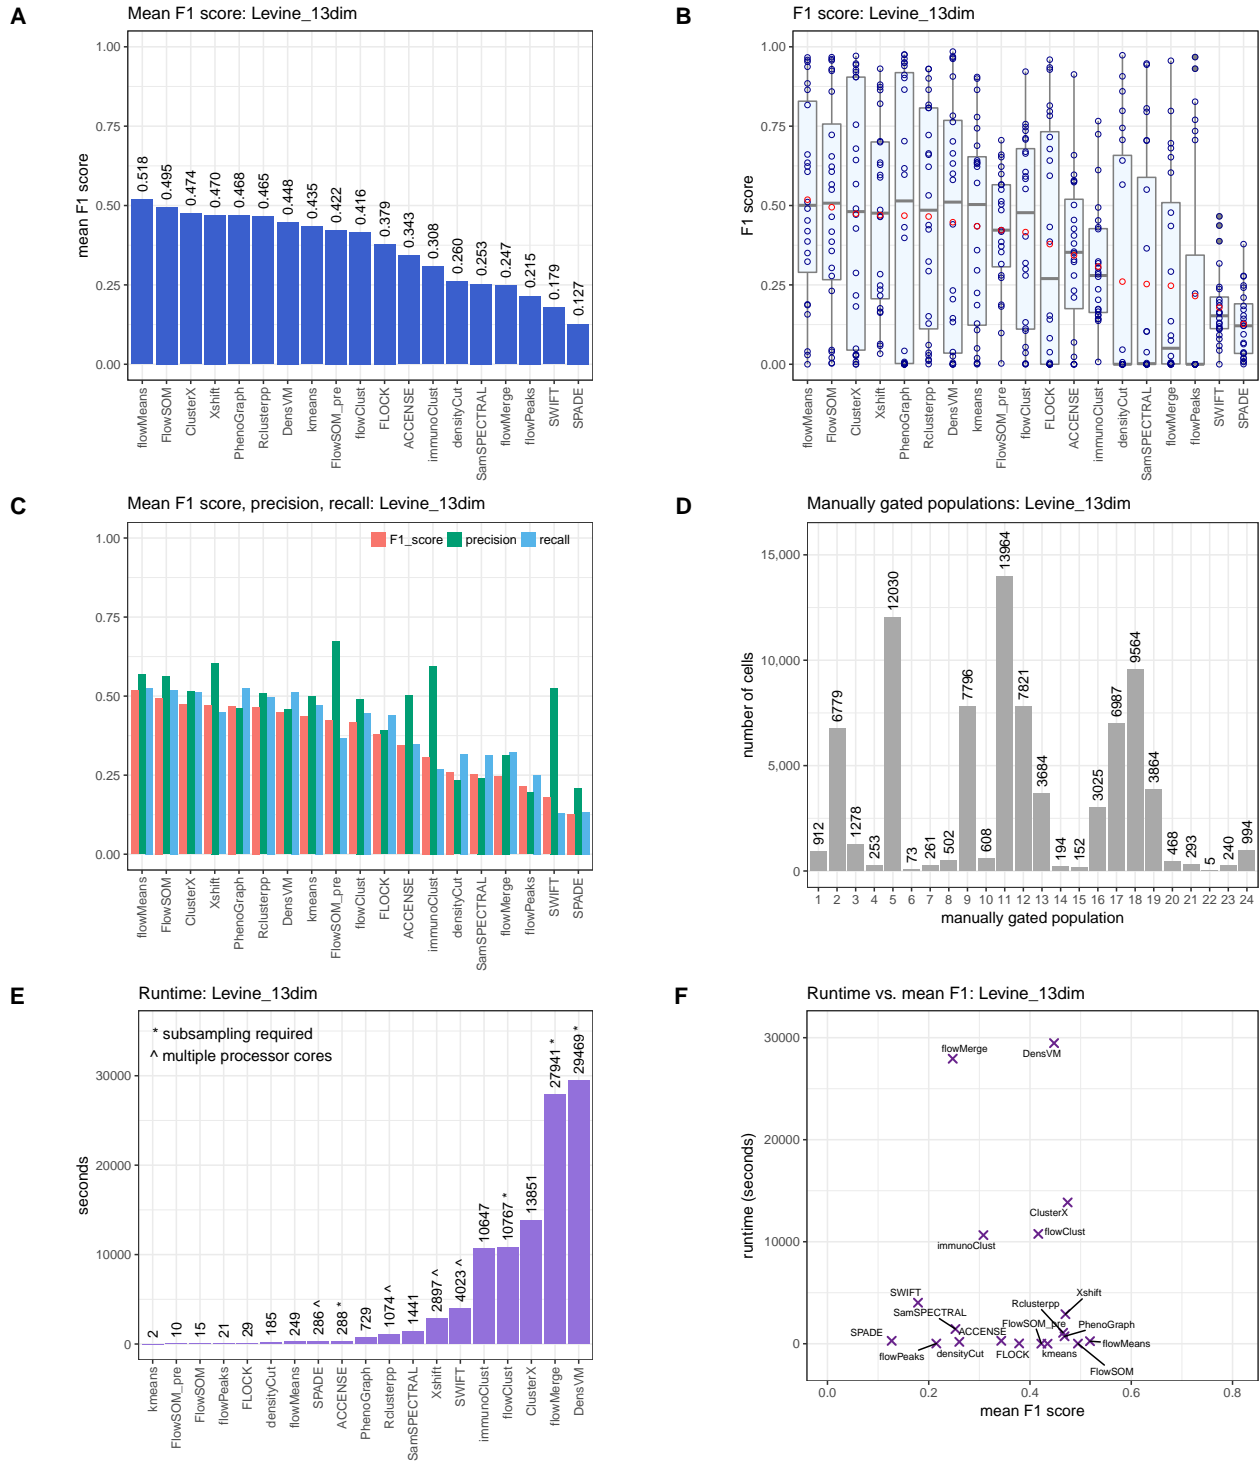 A
Mean F1 score: Levine_13dim
mean F1 score
1.00
0.75
0.50
0.25
0.00
0.518
0.495
0.474
0.470
0.468
0.465
0.448
0.435
0.422
0.416
0.379
0.343
0.308
0.260
0.253
0.247
0.215
0.179
0.127
flowMeans
FlowSOM
ClusterX
Xshift
PhenoGraph
Rclusterpp
DensVM
kmeans
FlowSOM_pre
flowClust
FLOCK
ACCENSE
immunoClust
densityCut
SamSPECTRAL
flowMerge
flowPeaks
SWIFT
SPADE
B
F1 score: Levine_13dim
F1 score
1.00
0.75
0.50
0.25
0.00
flowMeans
FlowSOM
ClusterX
Xshift
PhenoGraph
Rclusterpp
DensVM
kmeans
FlowSOM_pre
flowClust
FLOCK
ACCENSE
immunoClust
densityCut
SamSPECTRAL
flowMerge
flowPeaks
SWIFT
SPADE
C
Mean F1 score, precision, recall: Levine_13dim
F1_score precision recall
1.00
0.75
0.50
0.25
0.00
flowMeans
FlowSOM
ClusterX
Xshift
PhenoGraph
Rclusterpp
DensVM
kmeans
FlowSOM_pre
flowClust
FLOCK
ACCENSE
immunoClust
densityCut
SamSPECTRAL
flowMerge
flowPeaks
SWIFT
SPADE
D
Manually gated populations: Levine_13dim
number of cells
15,000
10,000
5,000
0
912
6779
1278
253
12030
73
261
502
7796
608
13964
7821
3684
194
152
3025
6987
9564
3864
468
293
5
240
994
1 2 3 4 5 6 7 8 9 10 11 12 13 14 15 16 17 18 19 20 21 22 23 24
manually gated population
E
Runtime: Levine_13dim
* subsampling required
^ multiple processor cores
seconds
30000
20000
10000
0
2
10
15
21
29
185
249
286 ^
288 *
729
1074 ^
1441
2897 ^
4023 ^
10647
10767 *
13851
27941 *
29469 *
kmeans
FlowSOM_pre
FlowSOM
flowPeaks
FLOCK
densityCut
flowMeans
SPADE
ACCENSE
PhenoGraph
Rclusterpp
SamSPECTRAL
Xshift
SWIFT
immunoClust
flowClust
ClusterX
flowMerge
DensVM
F
Runtime vs. mean F1: Levine_13dim
runtime (seconds)
30000
20000
10000
0
flowMerge
DensVM
ClusterX
flowClust
immunoClust
SWIFT
Xshift
Rclusterpp
SamSPECTRAL
FlowSOM_pre
PhenoGraph
SPADE
ACCENSE
flowMeans
flowPeaks
densityCut
FLOCK
kmeans
FlowSOM
0.0 0.2 0.4 0.6 0.8
mean F1 score